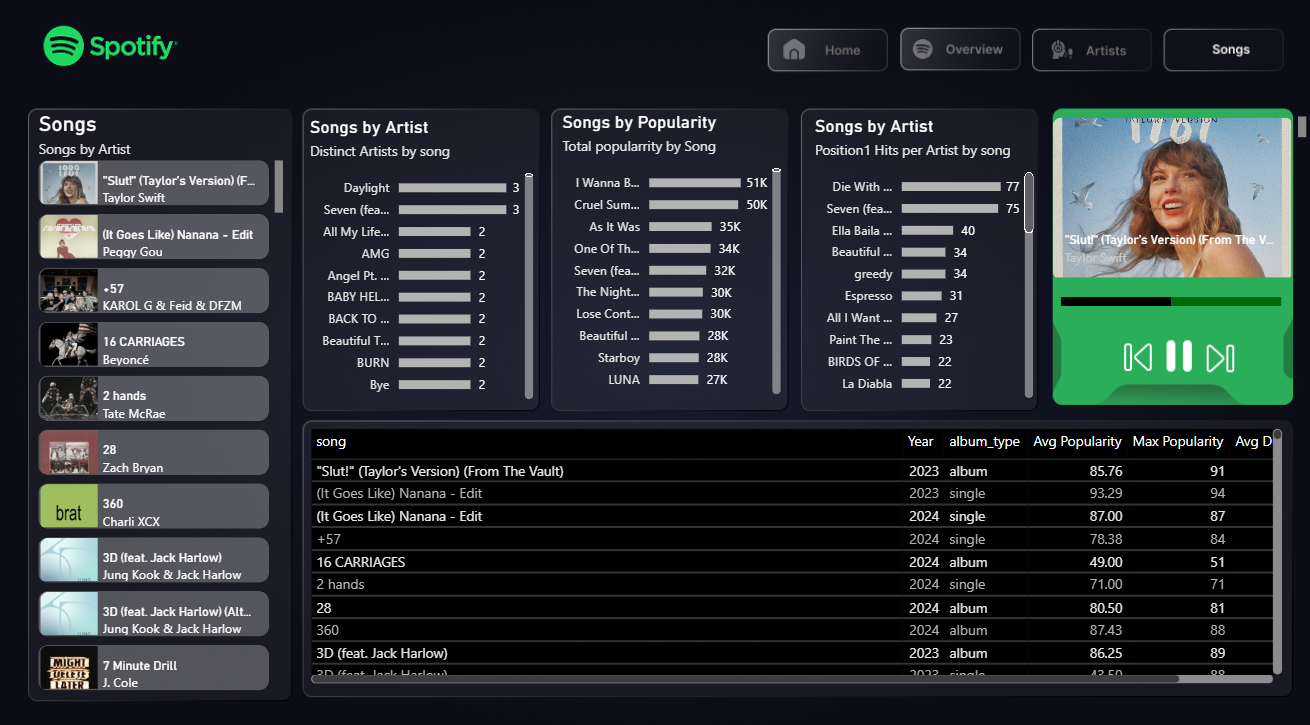 Spotify
Home
Overview
Artists
Songs
Songs
Songs by Artist
"Slut!" (Taylor's Version) (F...
Taylor Swift
(It Goes Like) Nanana - Edit
Peggy Gou
+57
KAROL G & Feid & DFZM
16 CARRIAGES
Beyoncé
2 hands
Tate McRae
28
Zach Bryan
brat
360
Charli XCX
3D (feat. Jack Harlow)
Jung Kook & Jack Harlow
3D (feat. Jack Harlow) (Alt...
Jung Kook & Jack Harlow
MIGHT
DELETE
LATER
7 Minute Drill
J. Cole
Songs by Artist
Distinct Artists by song
Daylight 3
Seven (fea... 3
All My Life... 2
AMG 2
Angel Pt. ... 2
BABY HEL... 2
BACK TO ... 2
Beautiful T... 2
BURN 2
Bye 2
Songs by Popularity
Total popularrity by Song
I Wanna B... 51K
Cruel Sum... 50K
As It Was 35K
One Of Th... 34K
Seven (fea... 32K
The Night... 30K
Lose Cont... 30K
Beautiful ... 28K
Starboy 28K
LUNA 27K
Songs by Artist
Position1 Hits per Artist by song
Die With ... 77
Seven (fea... 75
Ella Baila ... 40
Beautiful ... 34
greedy 34
Espresso 31
All I Want ... 27
Paint The ... 23
BIRDS OF ... 22
La Diabla 22
TAYLOR'S VERSION
"Slut!" (Taylor's Version) (From The V...
Taylor Swift
song Year album_type Avg Popularity Max Popularity Avg D
"Slut!" (Taylor's Version) (From The Vault) 2023 album 85.76 91
(It Goes Like) Nanana - Edit 2023 single 93.29 94
(It Goes Like) Nanana - Edit 2024 single 87.00 87
+57 2024 single 78.38 84
16 CARRIAGES 2024 album 49.00 51
2 hands 2024 single 71.00 71
28 2024 album 80.50 81
360 2024 album 87.43 88
3D (feat. Jack Harlow) 2023 album 86.25 89
3D (feat. Jack Harlow) 2023 single 43.50 88